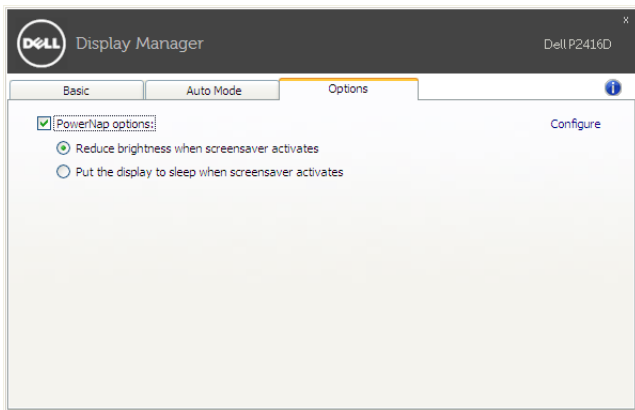 x
DELL Display Manager Dell P2416D
Basic Auto Mode Options i
PowerNap options: Configure
Reduce brightness when screensaver activates
Put the display to sleep when screensaver activates